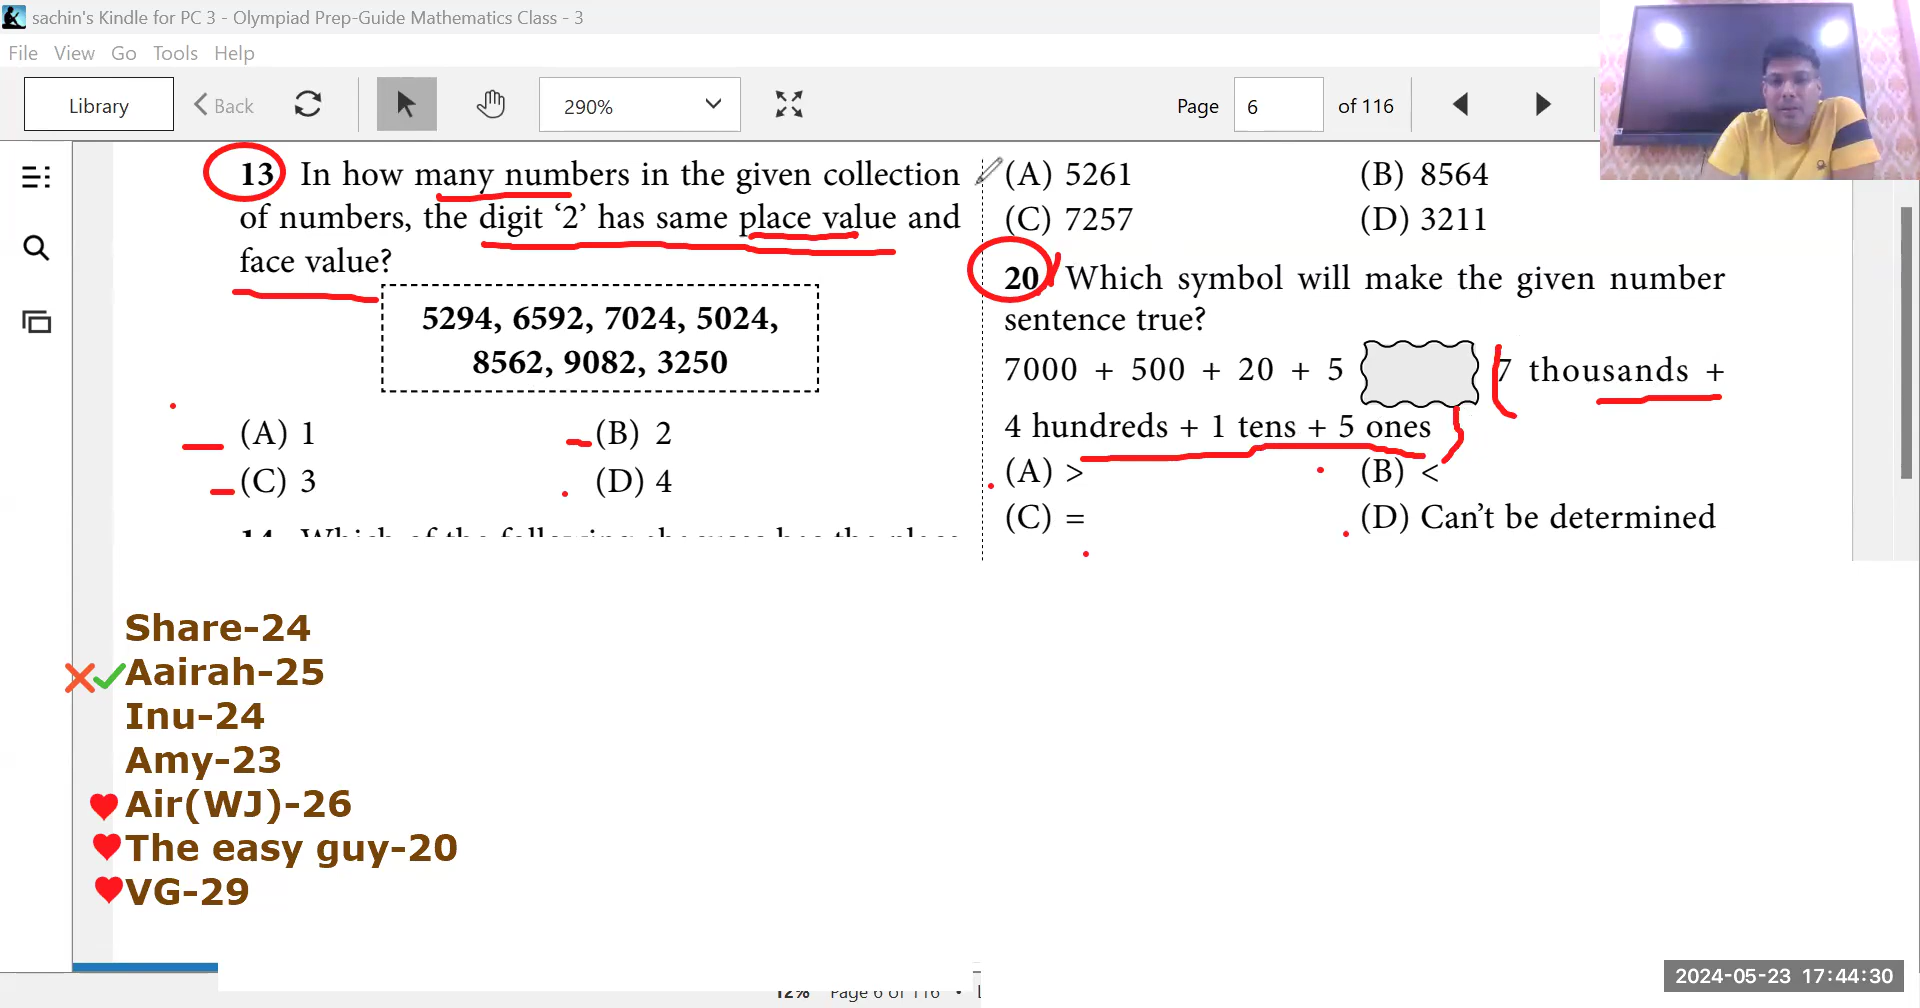 sachin's Kindle for PC 3 - Olympiad Prep-Guide Mathematics Class - 3
File View Go Tools Help
Library Back 290% Page 6 of 116
13 In how many numbers in the given collection
of numbers, the digit ‘2’ has same place value and
face value?
5294, 6592, 7024, 5024,
8562, 9082, 3250
(A) 1 (B) 2
(C) 3 (D) 4
(A) 5261 (B) 8564
(C) 7257 (D) 3211
20 Which symbol will make the given number
sentence true?
7000 + 500 + 20 + 5 7 thousands +
4 hundreds + 1 tens + 5 ones
(A) > (B) <
(C) = (D) Can’t be determined
Share-24
Aairah-25
Inu-24
Amy-23
Air(WJ)-26
The easy guy-20
VG-29
12% Page 6 of 116 •
2024-05-23 17:44:30